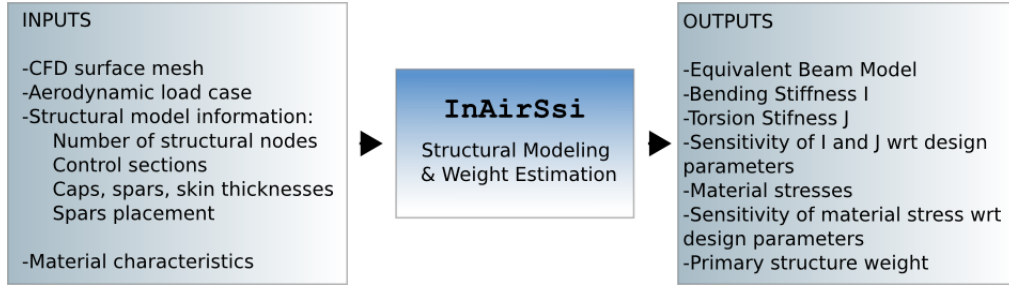 INPUTS
-CFD surface mesh
-Aerodynamic load case
-Structural model information:
Number of structural nodes
Control sections
Caps, spars, skin thicknesses
Spars placement
-Material characteristics
InAirSsi
Structural Modeling
& Weight Estimation
OUTPUTS
-Equivalent Beam Model
-Bending Stiffness I
-Torsion Stifness J
-Sensitivity of I and J wrt design
parameters
-Material stresses
-Sensitivity of material stress wrt
design parameters
-Primary structure weight